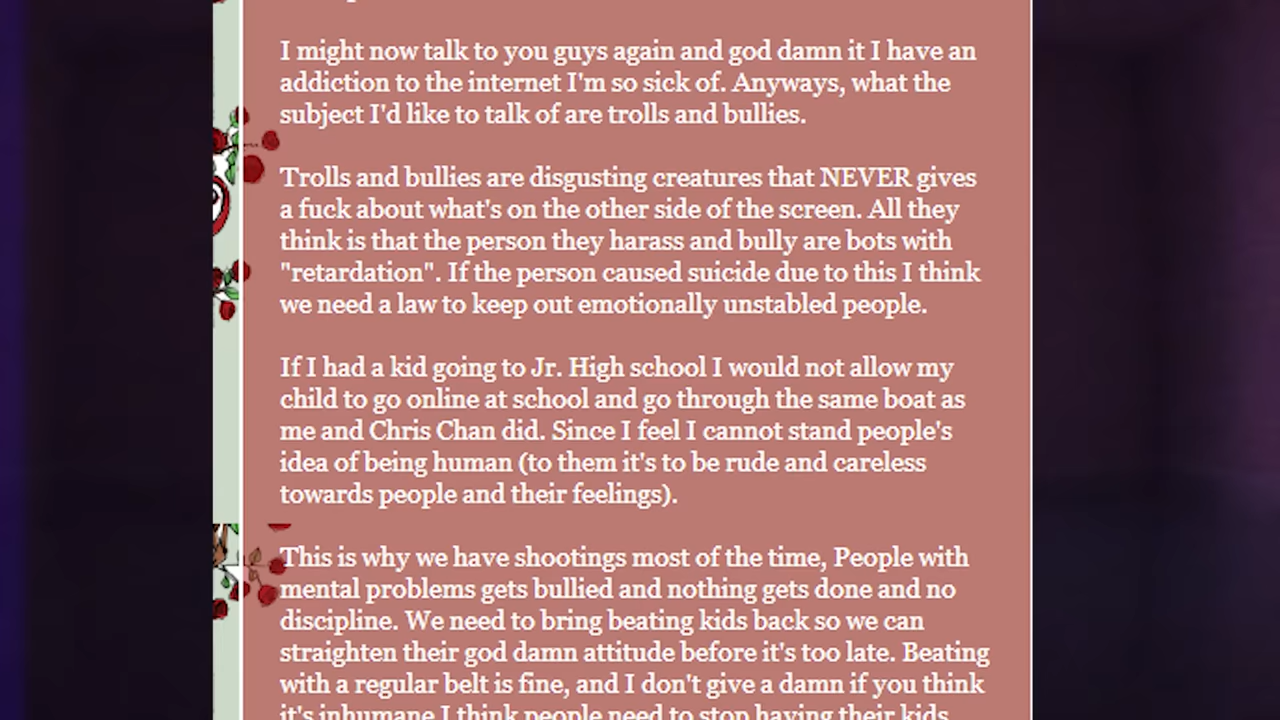 I might now talk to you guys again and god damn it I have an
addiction to the internet I'm so sick of. Anyways, what the
subject I'd like to talk of are trolls and bullies.
Trolls and bullies are disgusting creatures that NEVER gives
a fuck about what's on the other side of the screen. All they
think is that the person they harass and bully are bots with
"retardation". If the person caused suicide due to this I think
we need a law to keep out emotionally unstabled people.
If I had a kid going to Jr. High school I would not allow my
child to go online at school and go through the same boat as
me and Chris Chan did. Since I feel I cannot stand people's
idea of being human (to them it's to be rude and careless
towards people and their feelings).
This is why we have shootings most of the time, People with
mental problems gets bullied and nothing gets done and no
discipline. We need to bring beating kids back so we can
straighten their god damn attitude before it's too late. Beating
with a regular belt is fine, and I don't give a damn if you think
it's inhumane I think people need to stop having their kids